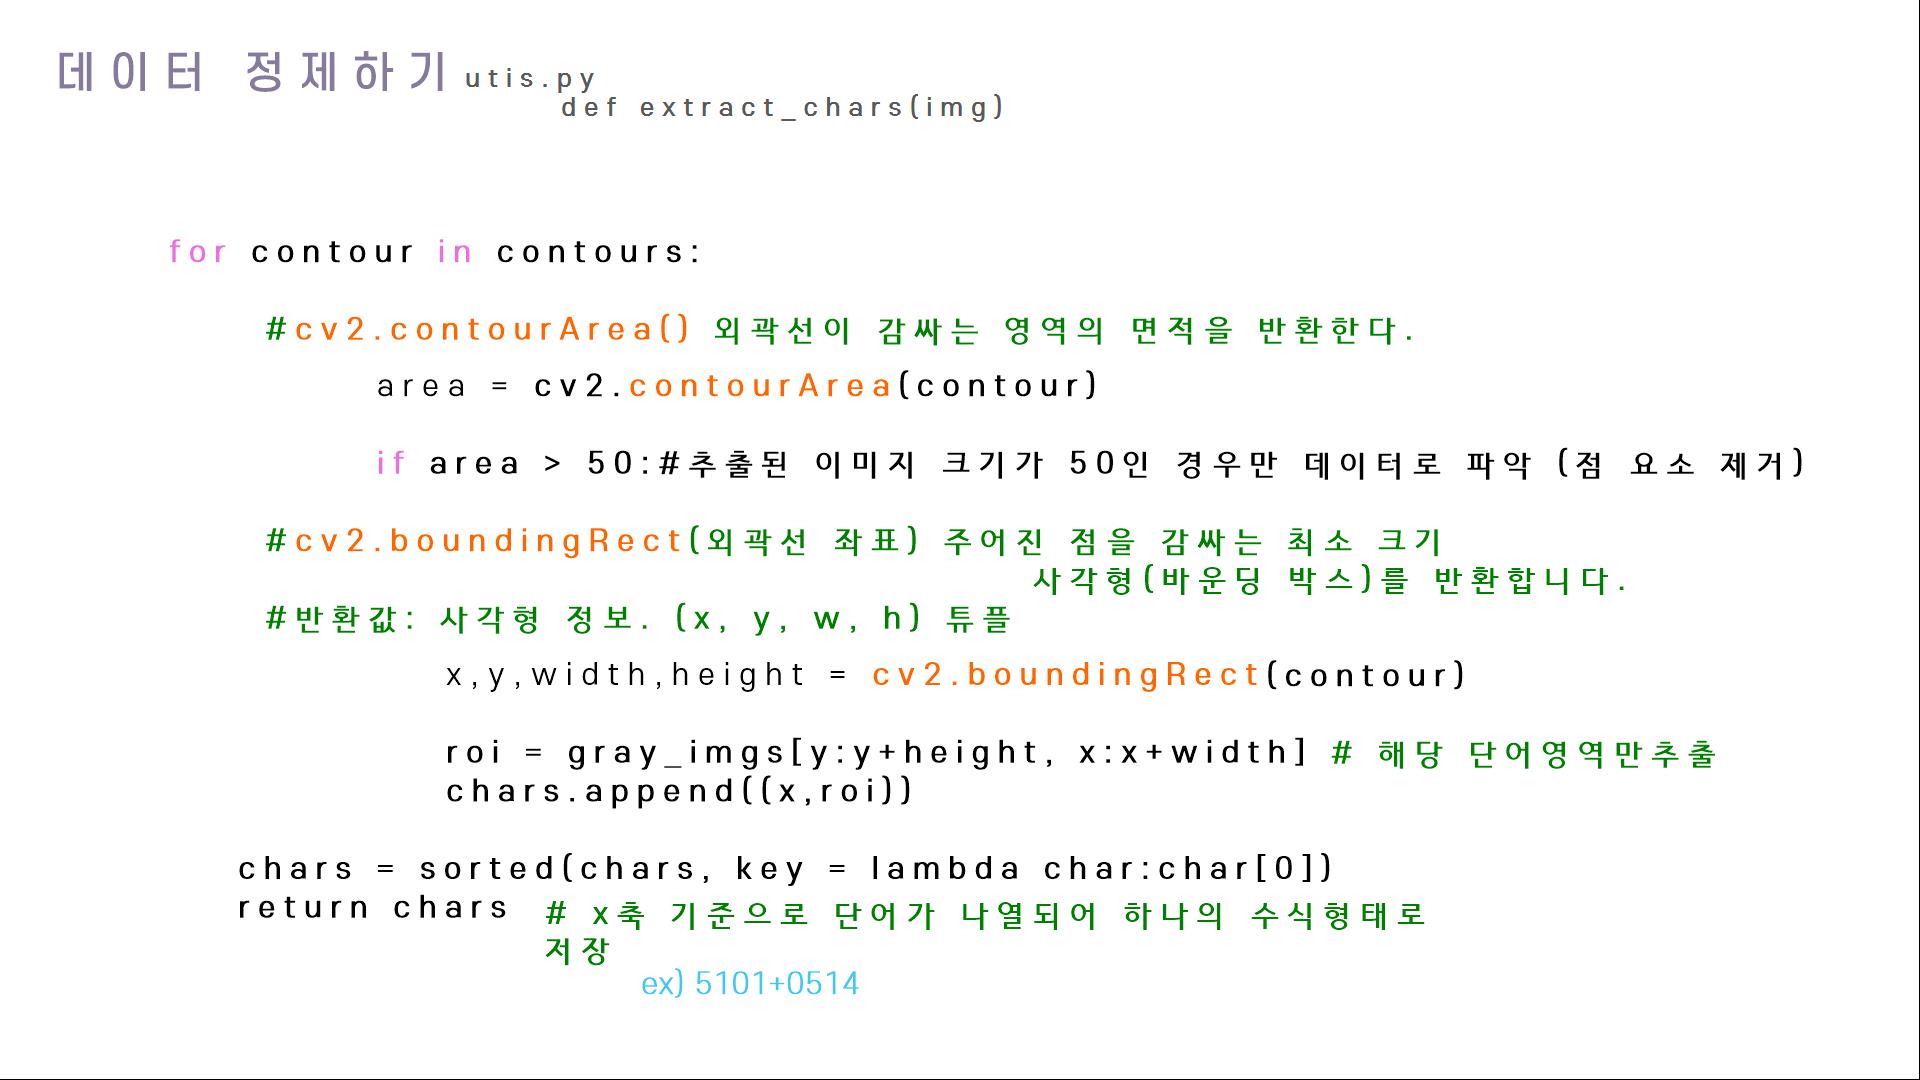 데이터 정제하기 utis.py
def extract_chars(img)
for contour in contours:
#cv2.contourArea() 외곽선이 감싸는 영역의 면적을 반환한다.
area = cv2.contourArea(contour)
if area > 50:#추출된 이미지 크기가 50인 경우만 데이터로 파악 (점 요소 제거)
#cv2.boundingRect(외곽선 좌표) 주어진 점을 감싸는 최소 크기
사각형(바운딩 박스)를 반환합니다.
#반환값: 사각형 정보. (x, y, w, h) 튜플
x,y,width,height = cv2.boundingRect(contour)
roi = gray_imgs[y:y+height, x:x+width] # 해당 단어영역만추출
chars.append((x,roi))
chars = sorted(chars, key = lambda char:char[0])
return chars # x축 기준으로 단어가 나열되어 하나의 수식형태로
저장
ex) 5101+0514